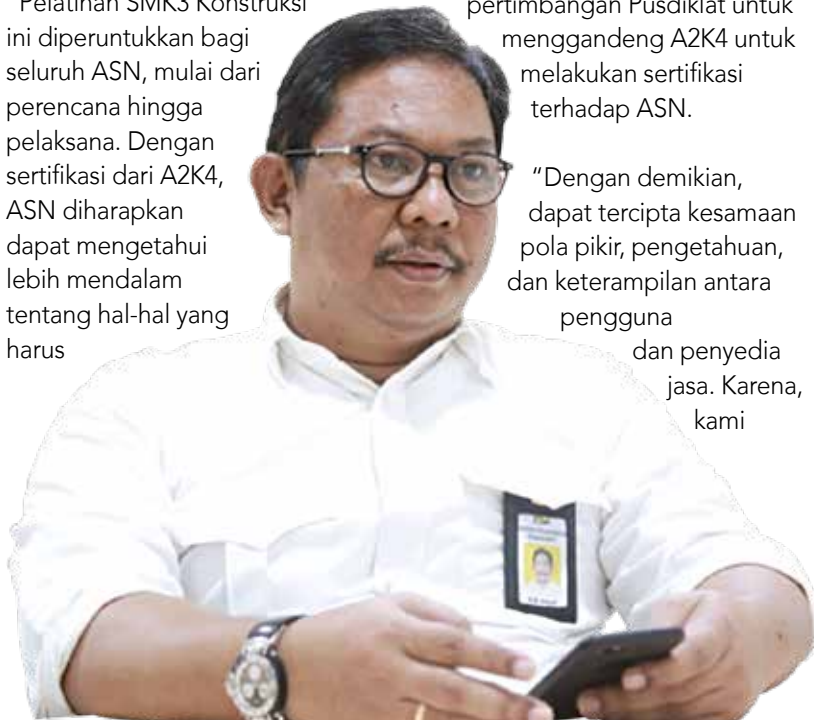 "Pelatihan SMK3 Konstruksi
ini diperuntukkan bagi
seluruh ASN, mulai dari
perencana hingga
pelaksana. Dengan
sertifikasi dari A2K4,
ASN diharapkan
dapat mengetahui
lebih mendalam
tentang hal-hal yang
harus
pertimbangan Pusdiklat untuk
menggandeng A2K4 untuk
melakukan sertifikasi
terhadap ASN.
“Dengan demikian,
dapat tercipta kesamaan
pola pikir, pengetahuan,
dan keterampilan antara
pengguna
dan penyedia
jasa. Karena,
kami